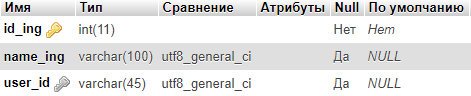 Имя Тип Сравнение Атрибуты Null По умолчанию
id_ing int(11) Нет Нет
name_ing varchar(100) utf8_general_ci Да NULL
user_id varchar(45) utf8_general_ci Да NULL